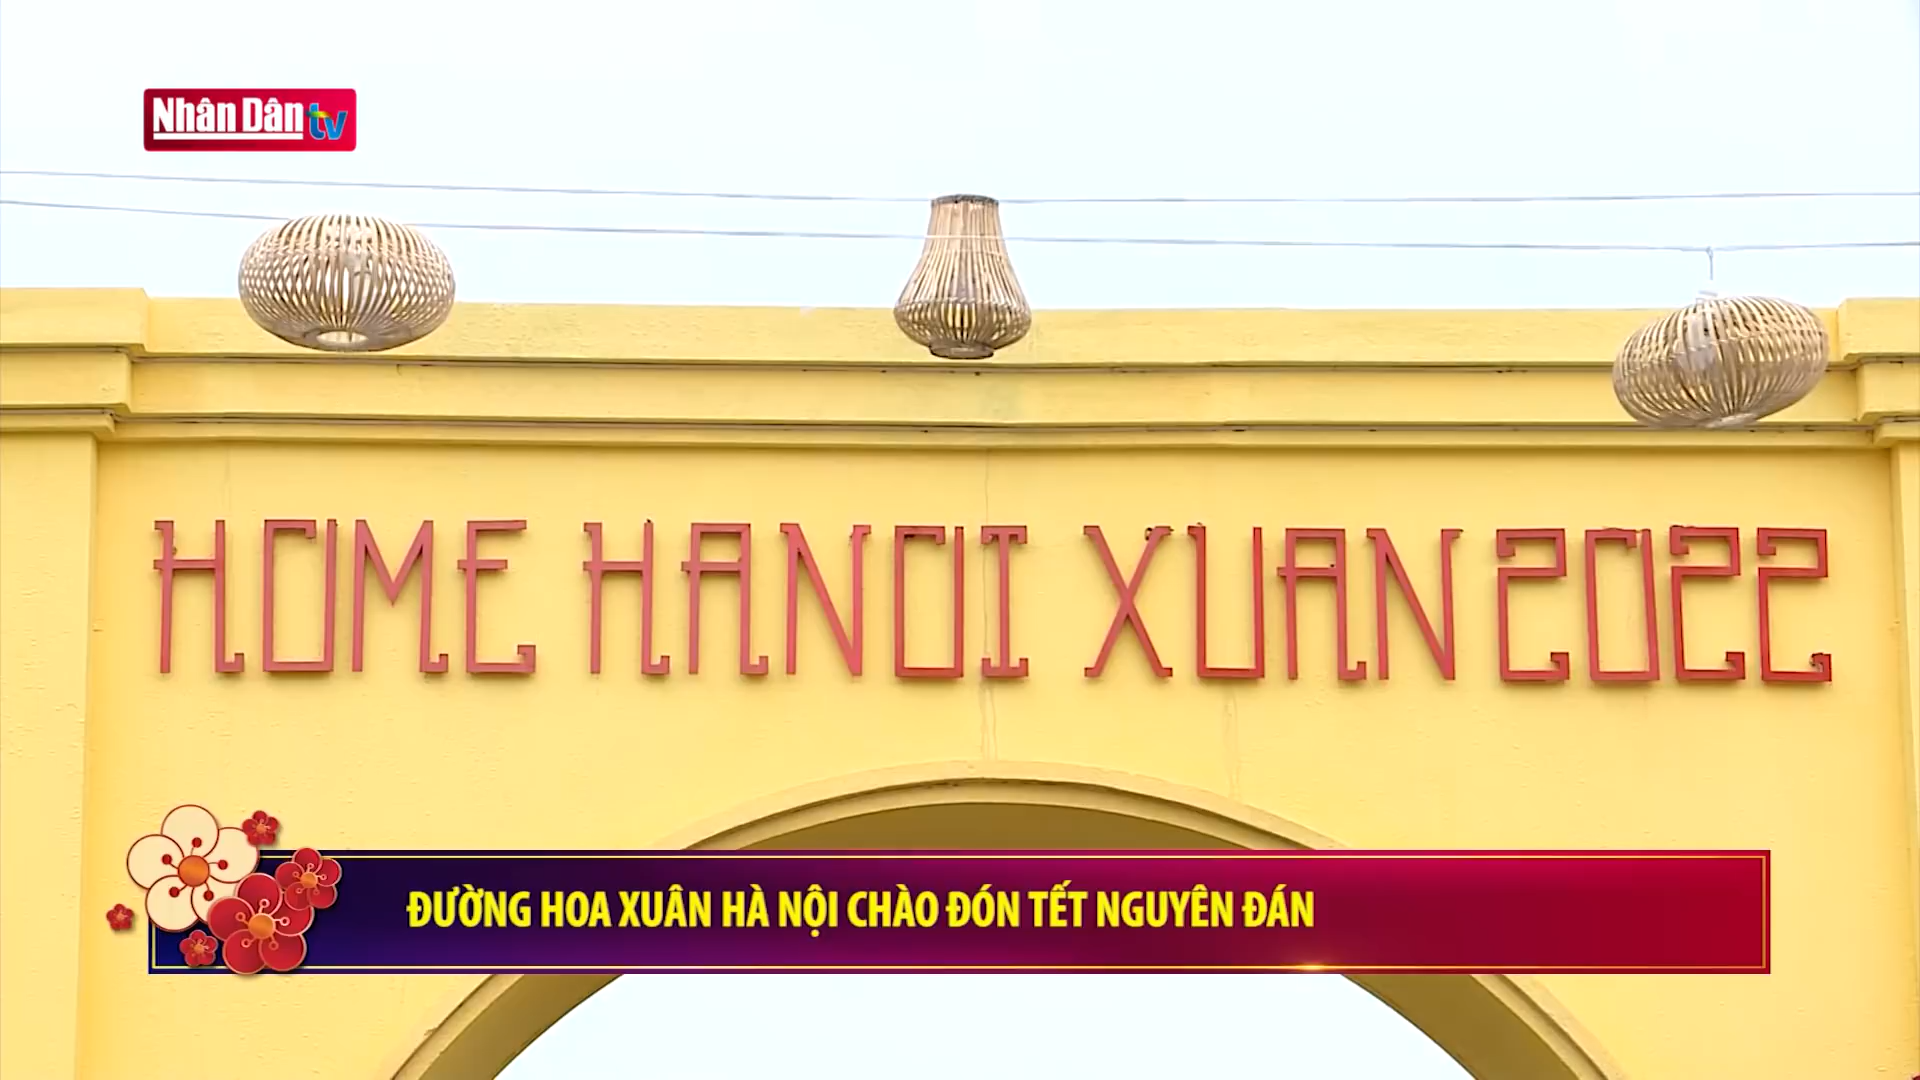 Nhân Dân tv
HOME HANOI XUAN 2022
ĐƯỜNG HOA XUÂN HÀ NỘI CHÀO ĐÓN TẾT NGUYÊN ĐÁN